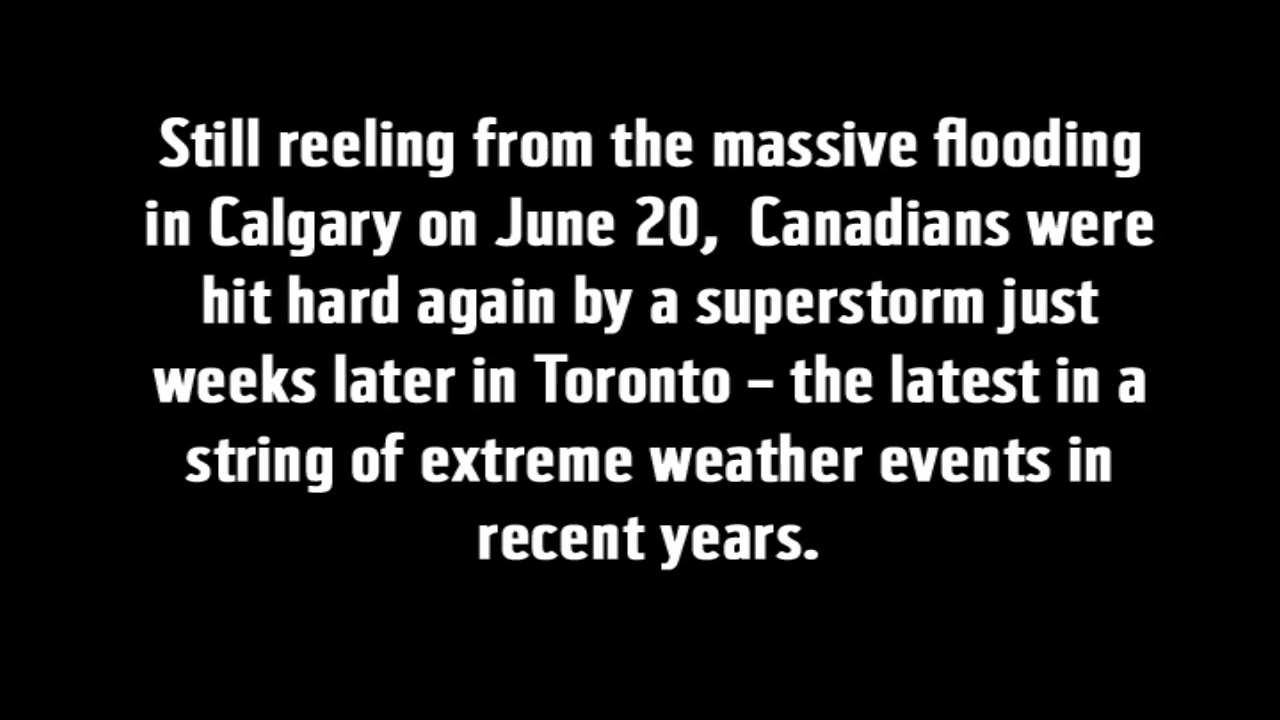 Still reeling from the massive flooding
in Calgary on June 20,  Canadians were
hit hard again by a superstorm just
weeks later in Toronto – the latest in a
string of extreme weather events in
recent years.